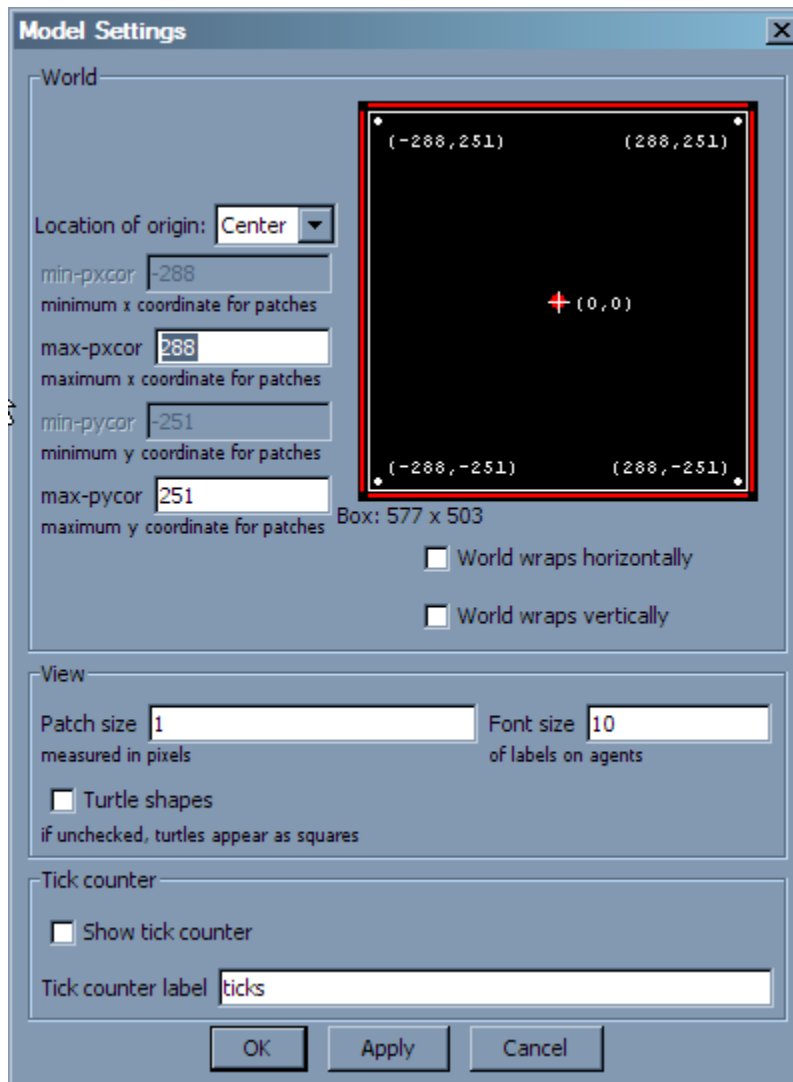 Model Settings
World
(-288,251) (288,251)
Location of origin: Center
min-pxcor -288
minimum x coordinate for patches
(0,0)
max-pxcor 288
maximum x coordinate for patches
min-pycor -251
minimum y coordinate for patches
(-288,-251) (288,-251)
max-pycor 251
maximum y coordinate for patches
Box: 577 x 503
World wraps horizontally
World wraps vertically
View
Patch size 1 Font size 10
measured in pixels of labels on agents
Turtle shapes
if unchecked, turtles appear as squares
Tick counter
Show tick counter
Tick counter label ticks
OK Apply Cancel